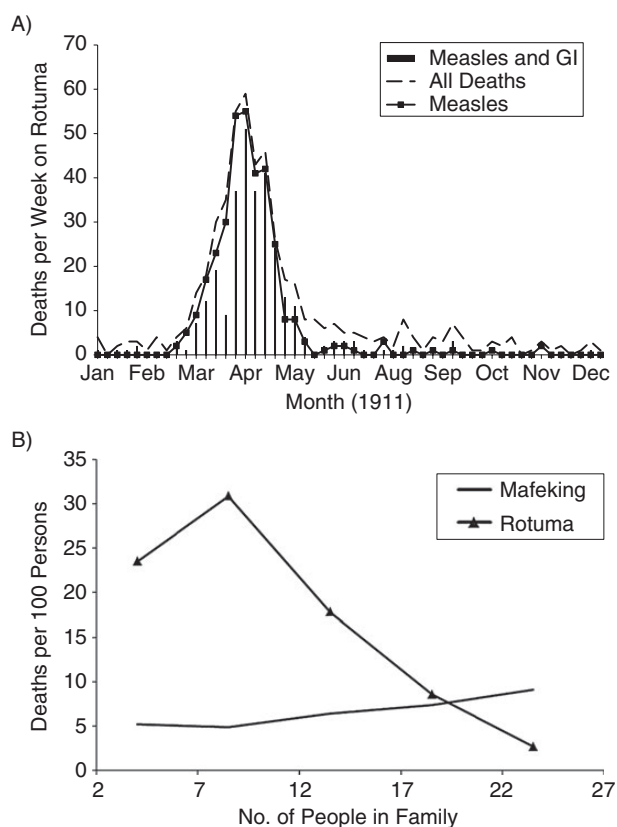 A)
Deaths per Week on Rotuma
70
60
50
40
30
20
10
0
Measles and GI
All Deaths
Measles
Jan Feb Mar Apr May Jun Jul Aug Sep Oct Nov Dec
Month (1911)
B)
Deaths per 100 Persons
35
30
25
20
15
10
5
0
Mafeking
Rotuma
2 7 12 17 22 27
No. of People in Family